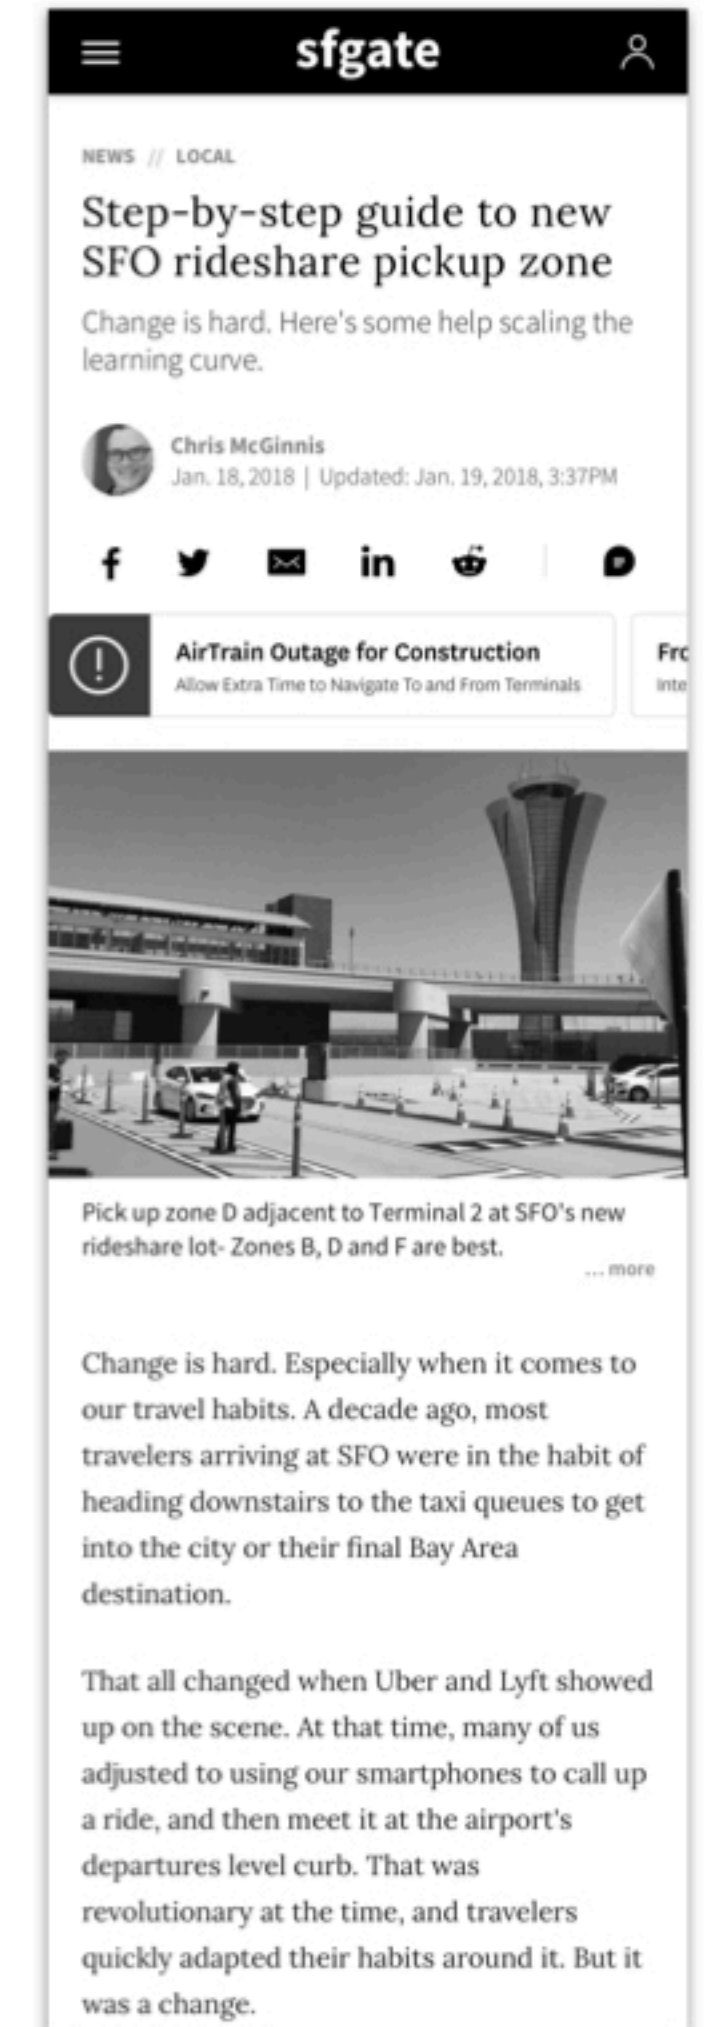 sfgate
NEWS // LOCAL
Step-by-step guide to new
SFO rideshare pickup zone
Change is hard. Here's some help scaling the
learning curve.
Chris McGinnis
Jan. 18, 2018 | Updated: Jan. 19, 2018, 3:37PM
AirTrain Outage for Construction
Allow Extra Time to Navigate To and From Terminals
Fro
Inte
Pick up zone D adjacent to Terminal 2 at SFO's new
rideshare lot- Zones B, D and F are best.
... more
Change is hard. Especially when it comes to
our travel habits. A decade ago, most
travelers arriving at SFO were in the habit of
heading downstairs to the taxi queues to get
into the city or their final Bay Area
destination.
That all changed when Uber and Lyft showed
up on the scene. At that time, many of us
adjusted to using our smartphones to call up
a ride, and then meet it at the airport's
departures level curb. That was
revolutionary at the time, and travelers
quickly adapted their habits around it. But it
was a change.